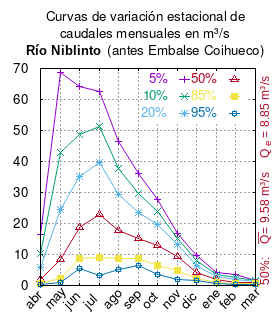 Curvas de variación estacional de
caudales mensuales en m³/s
Río Niblinto (antes Embalse Coihueco)
70
60
50
40
30
20
10
0
5% 50%
10% 85%
20% 95%
abr may jun jul ago sep oct nov dic ene feb mar
50%. Q= 9.58 m³/s Qe = 8.85 m³/s